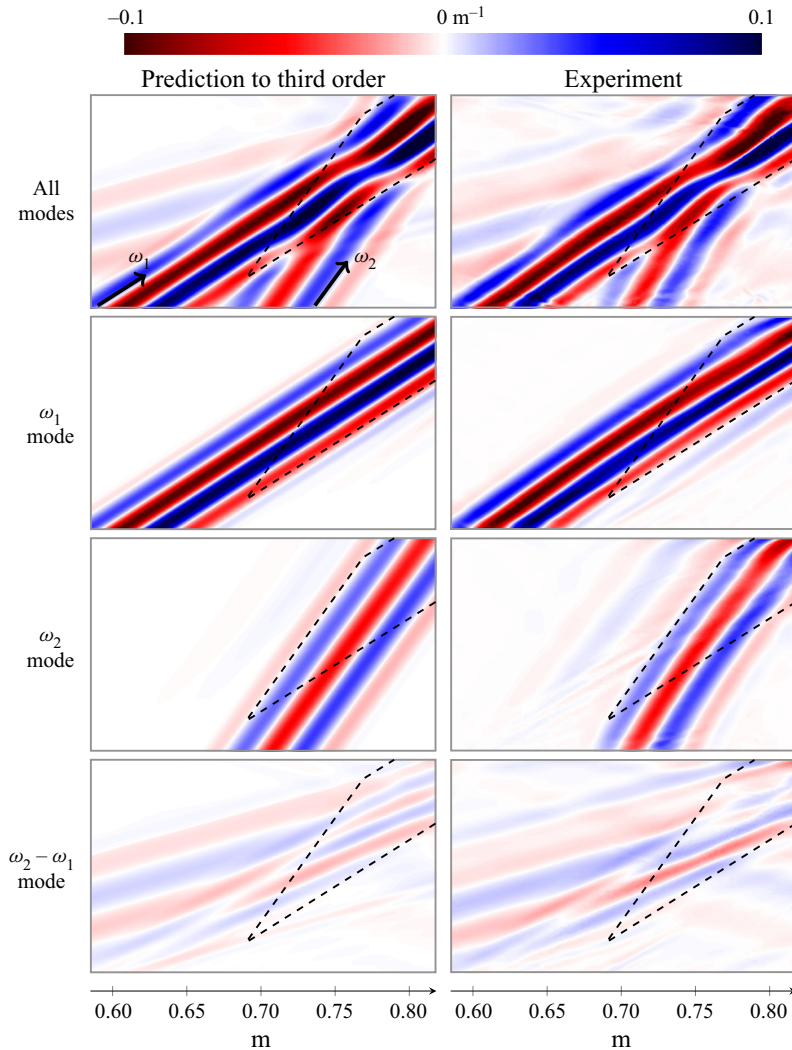 −0.1 0 m⁻¹ 0.1
Prediction to third order Experiment
All
modes
ω₁
ω₂
ω₁
mode
ω₂
mode
ω₂ − ω₁
mode
0.60 0.65 0.70 0.75 0.80 0.60 0.65 0.70 0.75 0.80
m m